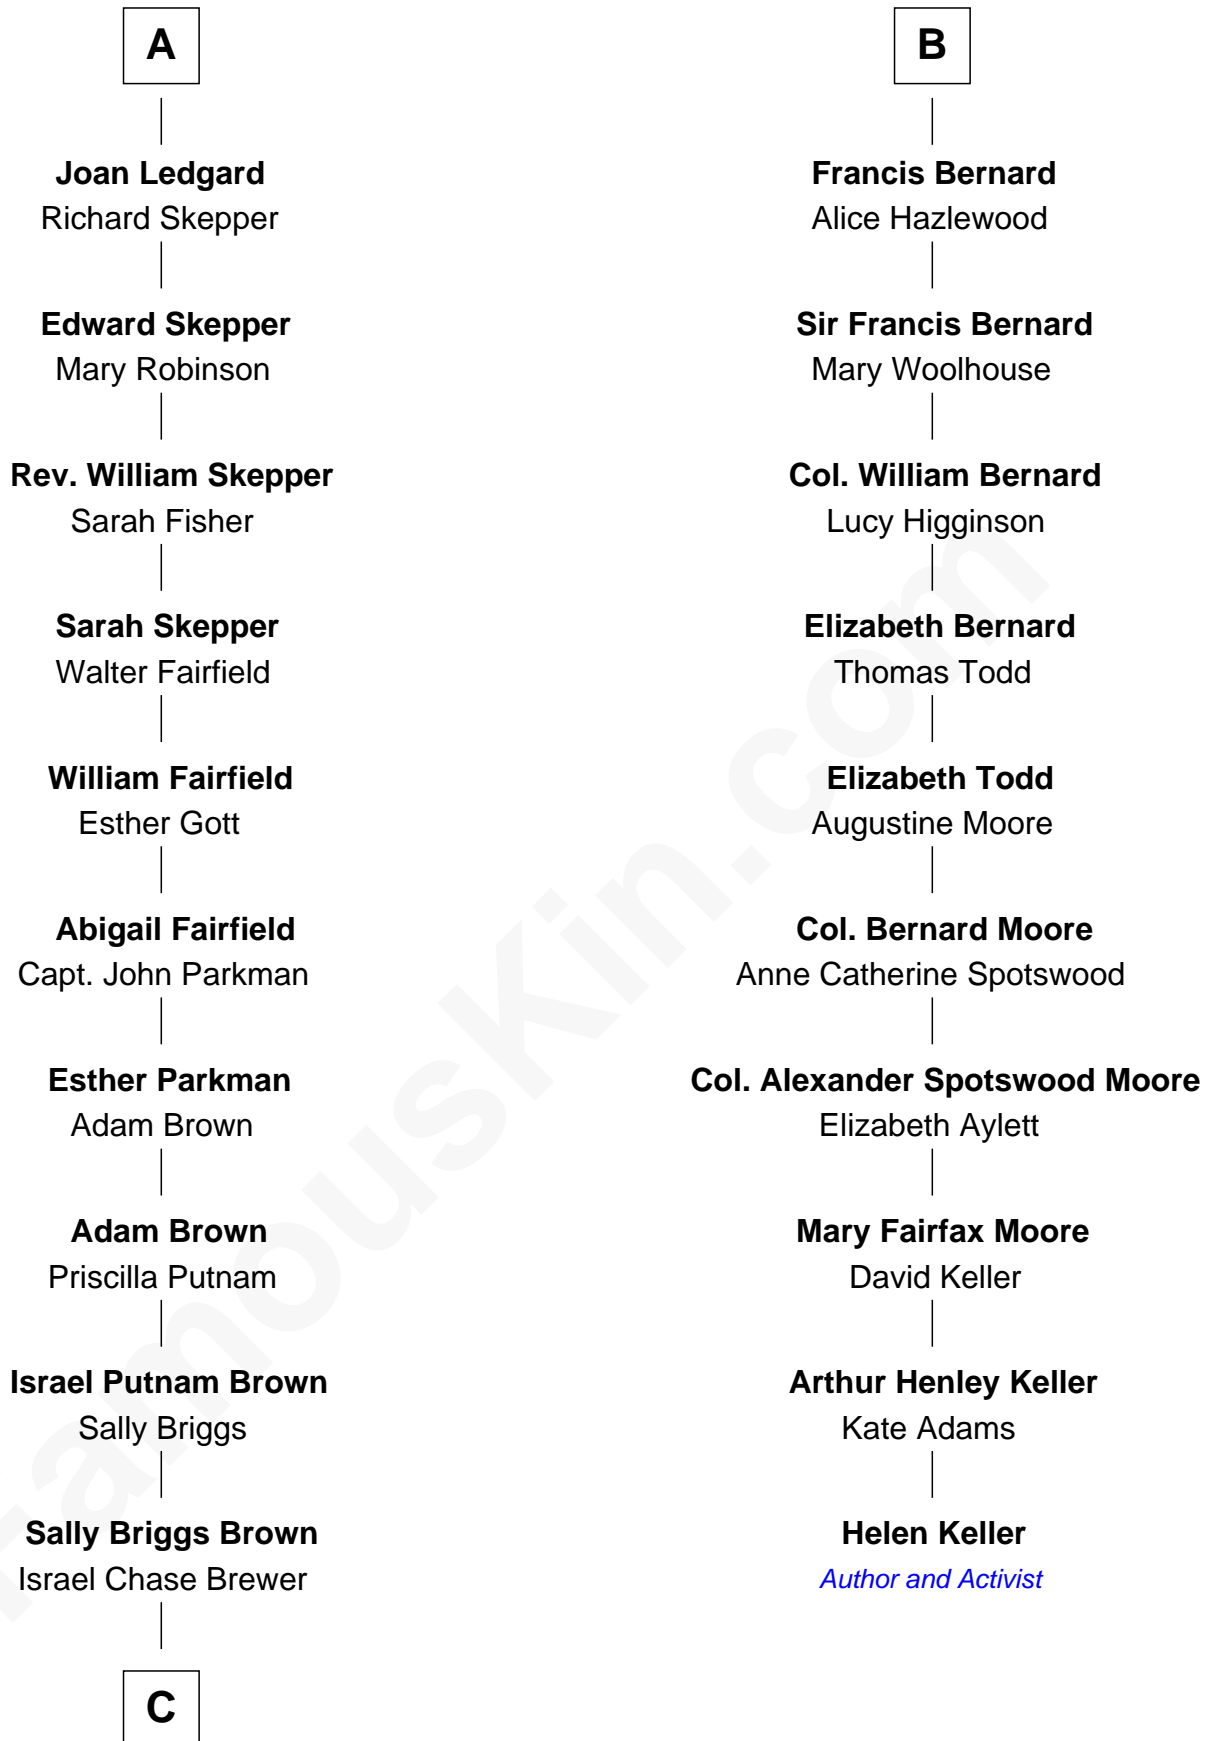 A
Joan Ledgard
Richard Skepper
Edward Skepper
Mary Robinson
Rev. William Skepper
Sarah Fisher
Sarah Skepper
Walter Fairfield
William Fairfield
Esther Gott
Abigail Fairfield
Capt. John Parkman
Esther Parkman
Adam Brown
Adam Brown
Priscilla Putnam
Israel Putnam Brown
Sally Briggs
Sally Briggs Brown
Israel Chase Brewer
C
B
Francis Bernard
Alice Hazlewood
Sir Francis Bernard
Mary Woolhouse
Col. William Bernard
Lucy Higginson
Elizabeth Bernard
Thomas Todd
Elizabeth Todd
Augustine Moore
Col. Bernard Moore
Anne Catherine Spotswood
Col. Alexander Spotswood Moore
Elizabeth Aylett
Mary Fairfax Moore
David Keller
Arthur Henley Keller
Kate Adams
Helen Keller
Author and Activist
FamousKin.com